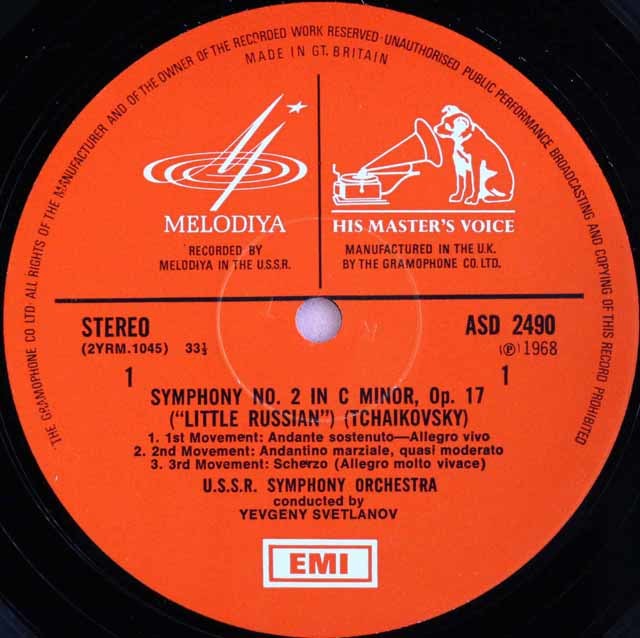 THE GRAMOPHONE CO LTD· ALL RIGHTS OF THE MANUFACTURER AND OF THE OWNER OF THE RECORDED WORK RESERVED · UNAUTHORISED PUBLIC PERFORMANCE BROADCASTING AND COPYING OF THIS RECORD PROHIBITED
MADE IN GT. BRITAIN
MELODIYA
RECORDED BY
MELODIYA IN THE U.S.S.R.
HIS MASTER'S VOICE
MANUFACTURED IN THE U.K.
BY THE GRAMOPHONE CO. LTD.
STEREO
(2YRM.1045) 33⅓
1
ASD 2490
Ⓟ 1968
1
SYMPHONY NO. 2 IN C MINOR, Op. 17
("LITTLE RUSSIAN") (TCHAIKOVSKY)
1. 1st Movement: Andante sostenuto—Allegro vivo
2. 2nd Movement: Andantino marziale, quasi moderato
3. 3rd Movement: Scherzo (Allegro molto vivace)
U.S.S.R. SYMPHONY ORCHESTRA
conducted by
YEVGENY SVETLANOV
EMI